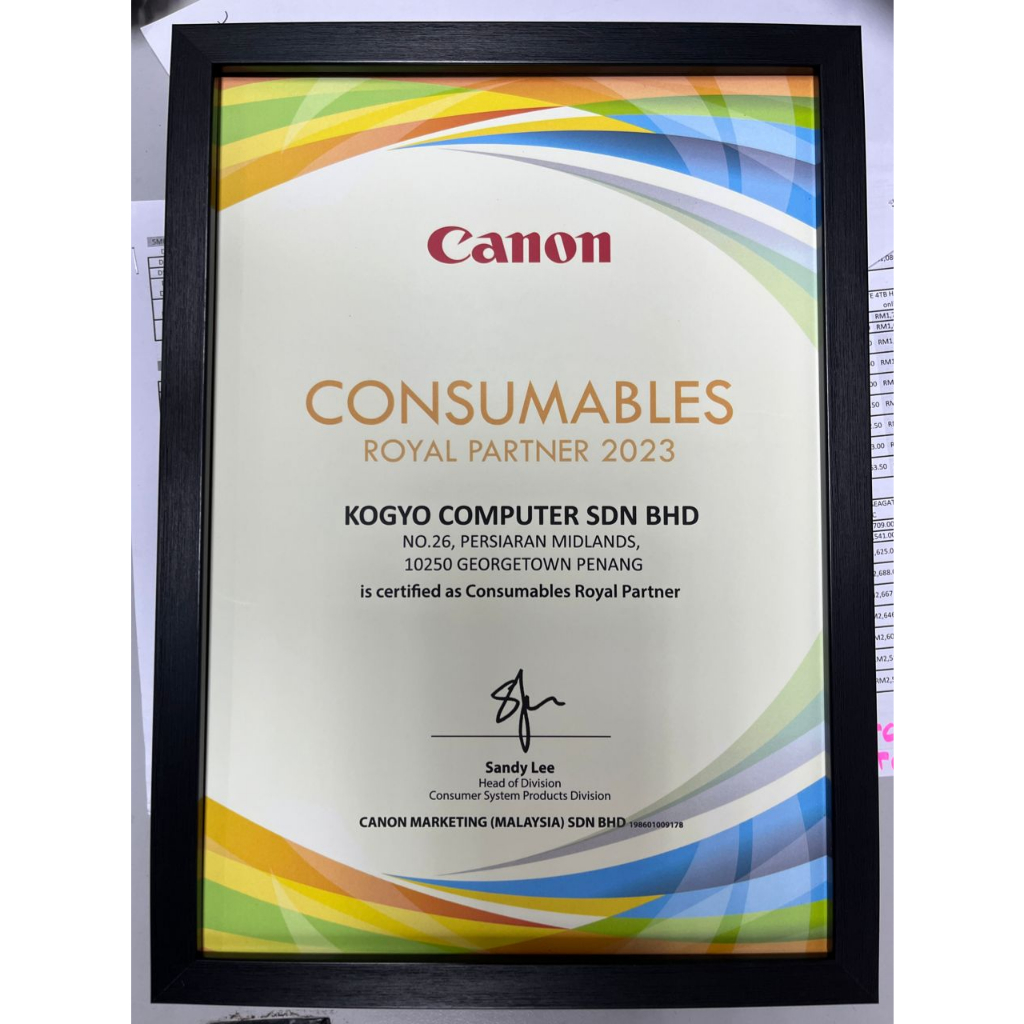 Canon
CONSUMABLES
ROYAL PARTNER 2023
KOGYO COMPUTER SDN BHD
NO.26, PERSIARAN MIDLANDS,
10250 GEORGETOWN PENANG
is certified as Consumables Royal Partner
Sandy Lee
Head of Division
Consumer System Products Division
CANON MARKETING (MALAYSIA) SDN BHD 198601009178